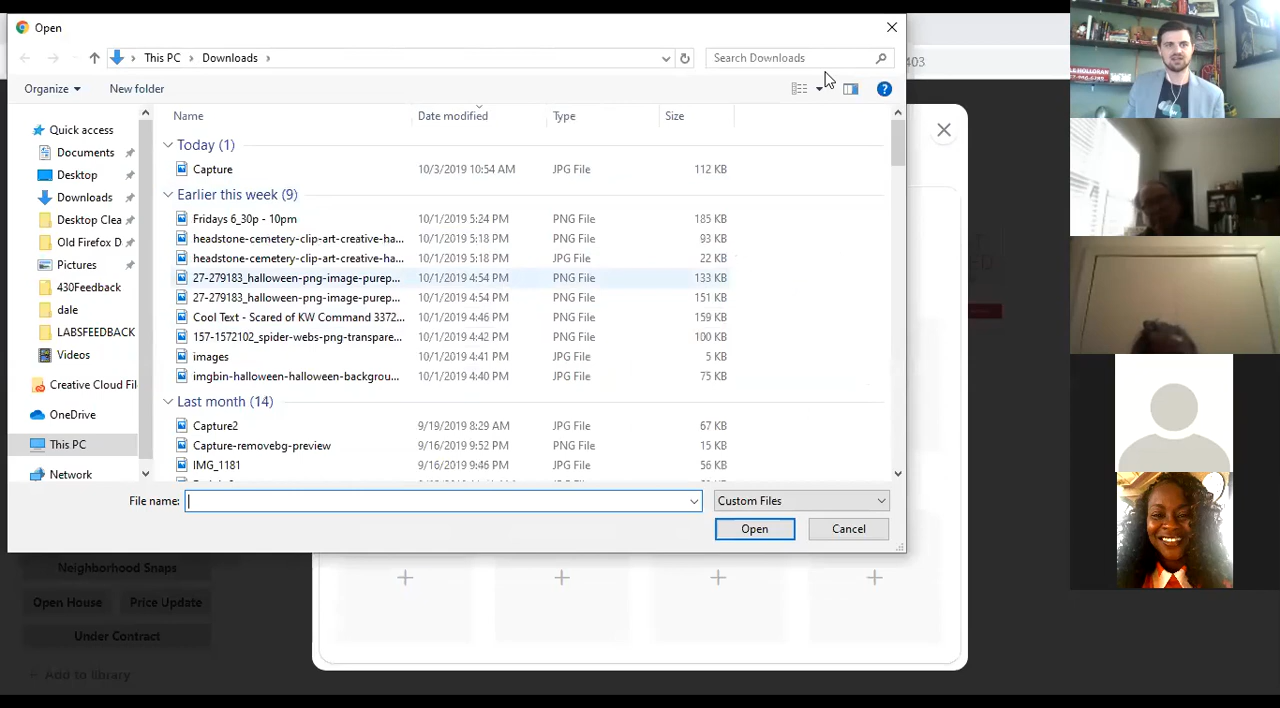 Open
This PC > Downloads >
Search Downloads
403
Organize
New folder
Name
Date modified
Type
Size
Quick access
Documents
Desktop
Downloads
Desktop Clea
Old Firefox D
Pictures
430Feedback
dale
LABSFEEDBACK
Videos
Creative Cloud Fil
OneDrive
This PC
Network
Today (1)
Capture 10/3/2019 10:54 AM JPG File 112 KB
Earlier this week (9)
Fridays 6_30p - 10pm 10/1/2019 5:24 PM PNG File 185 KB
headstone-cemetery-clip-art-creative-ha... 10/1/2019 5:18 PM PNG File 93 KB
headstone-cemetery-clip-art-creative-ha... 10/1/2019 5:18 PM JPG File 22 KB
27-279183_halloween-png-image-purep... 10/1/2019 4:54 PM PNG File 133 KB
27-279183_halloween-png-image-purep... 10/1/2019 4:54 PM PNG File 151 KB
Cool Text - Scared of KW Command 3372... 10/1/2019 4:46 PM PNG File 159 KB
157-1572102_spider-webs-png-transpare... 10/1/2019 4:42 PM PNG File 100 KB
images 10/1/2019 4:41 PM JPG File 5 KB
imgbin-halloween-halloween-backgrou... 10/1/2019 4:40 PM JPG File 75 KB
Last month (14)
Capture2 9/19/2019 8:29 AM JPG File 67 KB
Capture-removebg-preview 9/16/2019 9:52 PM PNG File 15 KB
IMG_1181 9/16/2019 9:46 PM JPG File 56 KB
File name:
Custom Files
Open
Cancel
Neighborhood Snaps
Open House
Price Update
Under Contract
Add to library